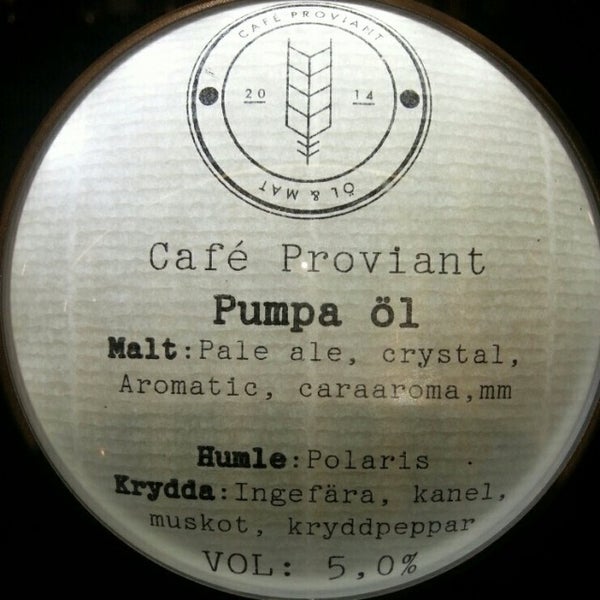 CAFÉ PROVIANT
20 14
ÖL & MAT
Café Proviant
Pumpa öl
Malt:Pale ale, crystal,
Aromatic, caraaroma,mm
Humle:Polaris
Krydda:Ingefära, kanel,
muskot, kryddpeppar
VOL: 5,0%